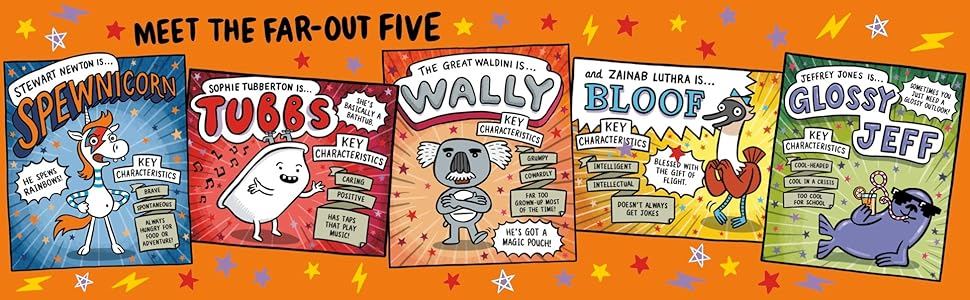 MEET THE FAR-OUT FIVE
STEWART NEWTON IS...
SPEWNICORN
HE SPEWS
RAINBOWS!
KEY
CHARACTERISTICS
BRAVE
SPONTANEOUS
ALWAYS
HUNGRY FOR
FOOD OR
ADVENTURE!
SOPHIE TUBBERTON IS...
TUBBS
SHE'S
BASICALLY A
BATHTUB.
KEY
CHARACTERISTICS
CARING
POSITIVE
HAS TAPS
THAT PLAY
MUSIC!
THE GREAT WALDINI IS...
WALLY
KEY
CHARACTERISTICS
GRUMPY
COWARDLY
FAR TOO
GROWN-UP MOST
OF THE TIME!
HE'S GOT A
MAGIC POUCH!
and ZAINAB LUTHRA IS...
BLOOF
KEY
CHARACTERISTICS
INTELLIGENT
INTELLECTUAL
DOESN'T ALWAYS
GET JOKES
BLESSED WITH
THE GIFT OF
FLIGHT.
JEFFREY JONES IS...
GLOSSY
JEFF
SOMETIMES YOU
JUST NEED A
GLOSSY OUTLOOK!
KEY
CHARACTERISTICS
COOL-HEADED
COOL IN A CRISIS
TOO COOL
FOR SCHOOL